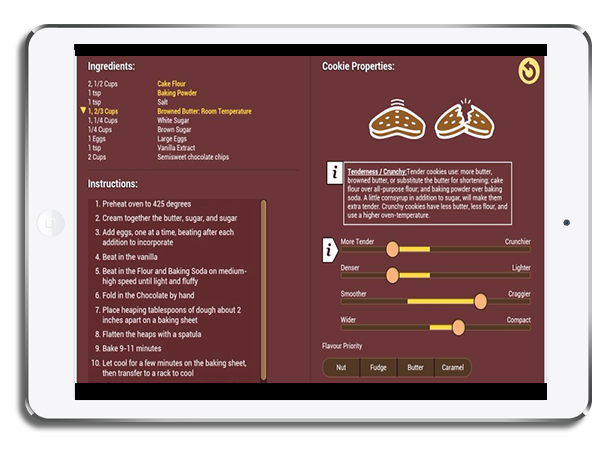 Ingredients:
2, 1/2 Cups Cake Flour
1 tsp Baking Powder
1 tsp Salt
1, 2/3 Cups Browned Butter: Room Temperature
1, 1/4 Cups White Sugar
1/4 Cups Brown Sugar
1 Eggs Large Eggs
1 tsp Vanilla Extract
2 Cups Semisweet chocolate chips
Instructions:
1. Preheat oven to 425 degrees
2. Cream together the butter, sugar, and sugar
3. Add eggs, one at a time, beating after each
addition to incorporate
4. Beat in the vanilla
5. Beat in the Flour and Baking Soda on medium-
high speed until light and fluffy
6. Fold in the Chocolate by hand
7. Place heaping tablespoons of dough about 2
inches apart on a baking sheet
8. Flatten the heaps with a spatula
9. Bake 9-11 minutes
10. Let cool for a few minutes on the baking sheet,
then transfer to a rack to cool
Cookie Properties:
i
Tenderness / Crunchy:Tender cookies use: more butter,
browned butter, or substitute the butter for shortening; cake
flour over all-purpose flour; and baking powder over baking
soda. A little cornsyrup in addition to sugar, will make them
extra tender. Crunchy cookies have less butter, less flour, and
use a higher oven-temperature.
i
More Tender Crunchier
Denser Lighter
Smoother Craggier
Wider Compact
Flavour Priority
Nut Fudge Butter Caramel